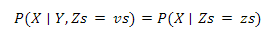 P(X | Y,Zs = vs) = P(X | Zs = zs)